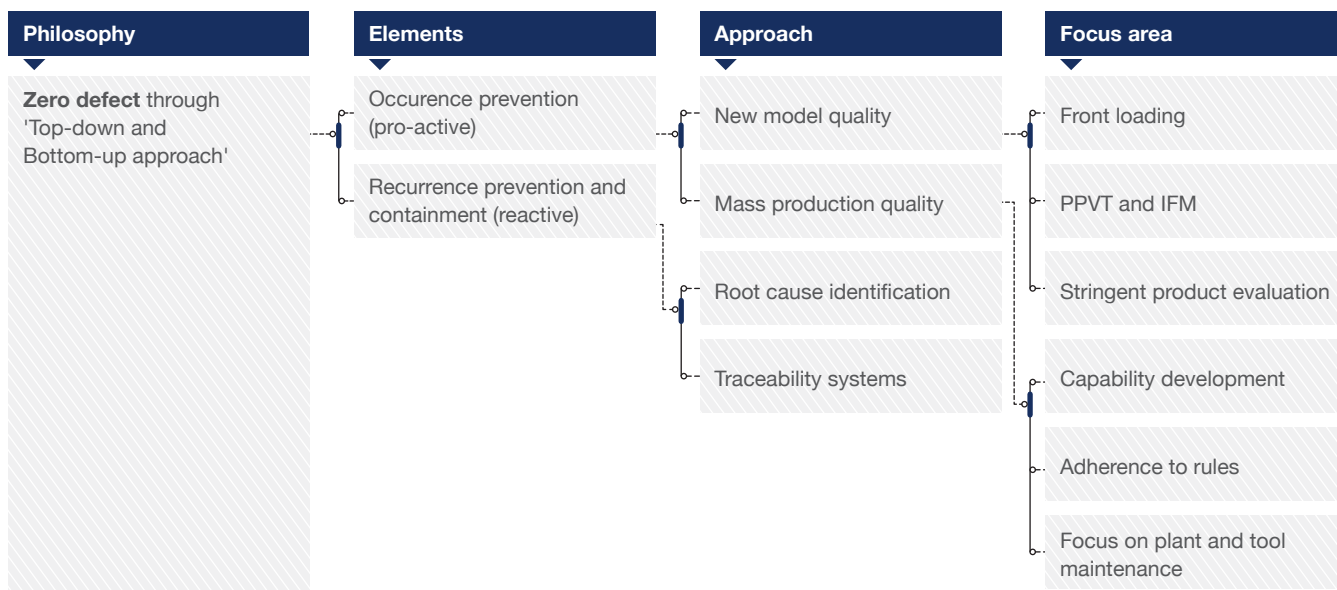 Philosophy
Zero defect through
'Top-down and
Bottom-up approach'
Elements
Occurence prevention
(pro-active)
Recurrence prevention and
containment (reactive)
Approach
New model quality
Mass production quality
Root cause identification
Traceability systems
Focus area
Front loading
PPVT and IFM
Stringent product evaluation
Capability development
Adherence to rules
Focus on plant and tool
maintenance